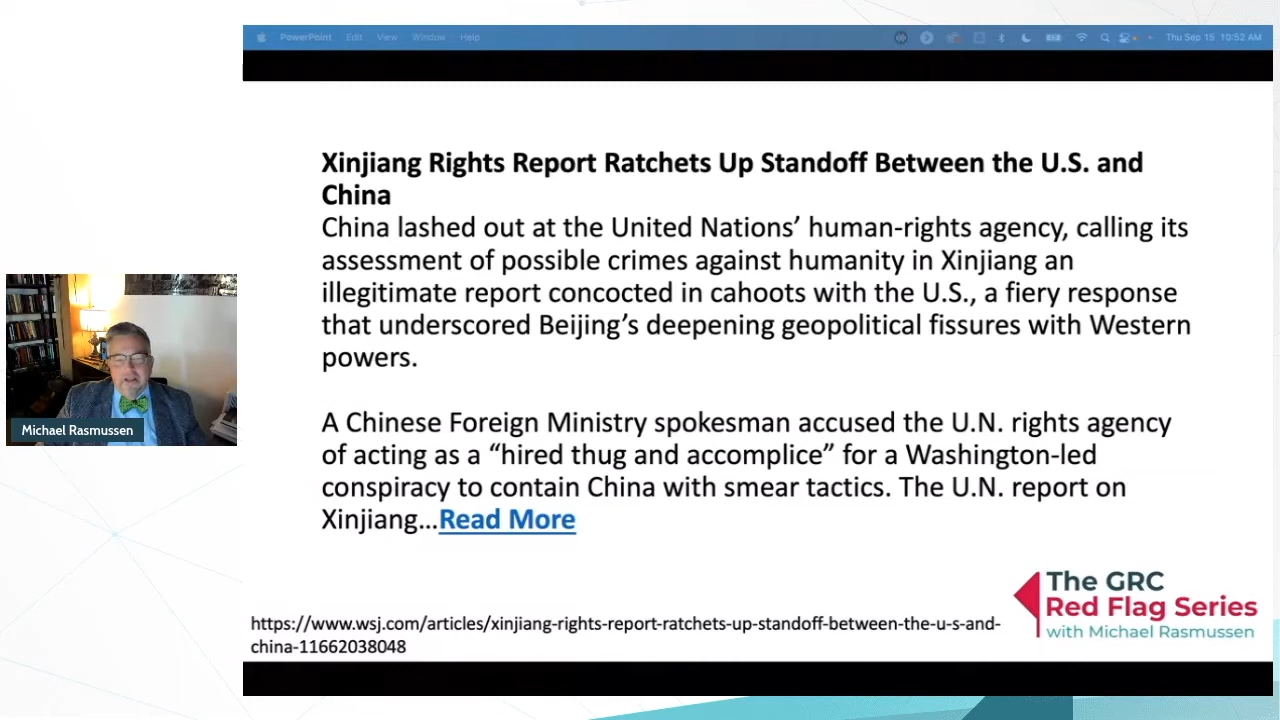 PowerPoint Edit View Window Help Thu Sep 15 10:52 AM
Xinjiang Rights Report Ratchets Up Standoff Between the U.S. and
China
China lashed out at the United Nations’ human-rights agency, calling its
assessment of possible crimes against humanity in Xinjiang an
illegitimate report concocted in cahoots with the U.S., a fiery response
that underscored Beijing’s deepening geopolitical fissures with Western
powers.
A Chinese Foreign Ministry spokesman accused the U.N. rights agency
of acting as a “hired thug and accomplice” for a Washington-led
conspiracy to contain China with smear tactics. The U.N. report on
Xinjiang…Read More
Michael Rasmussen
The GRC
Red Flag Series
with Michael Rasmussen
https://www.wsj.com/articles/xinjiang-rights-report-ratchets-up-standoff-between-the-u-s-and-
china-11662038048